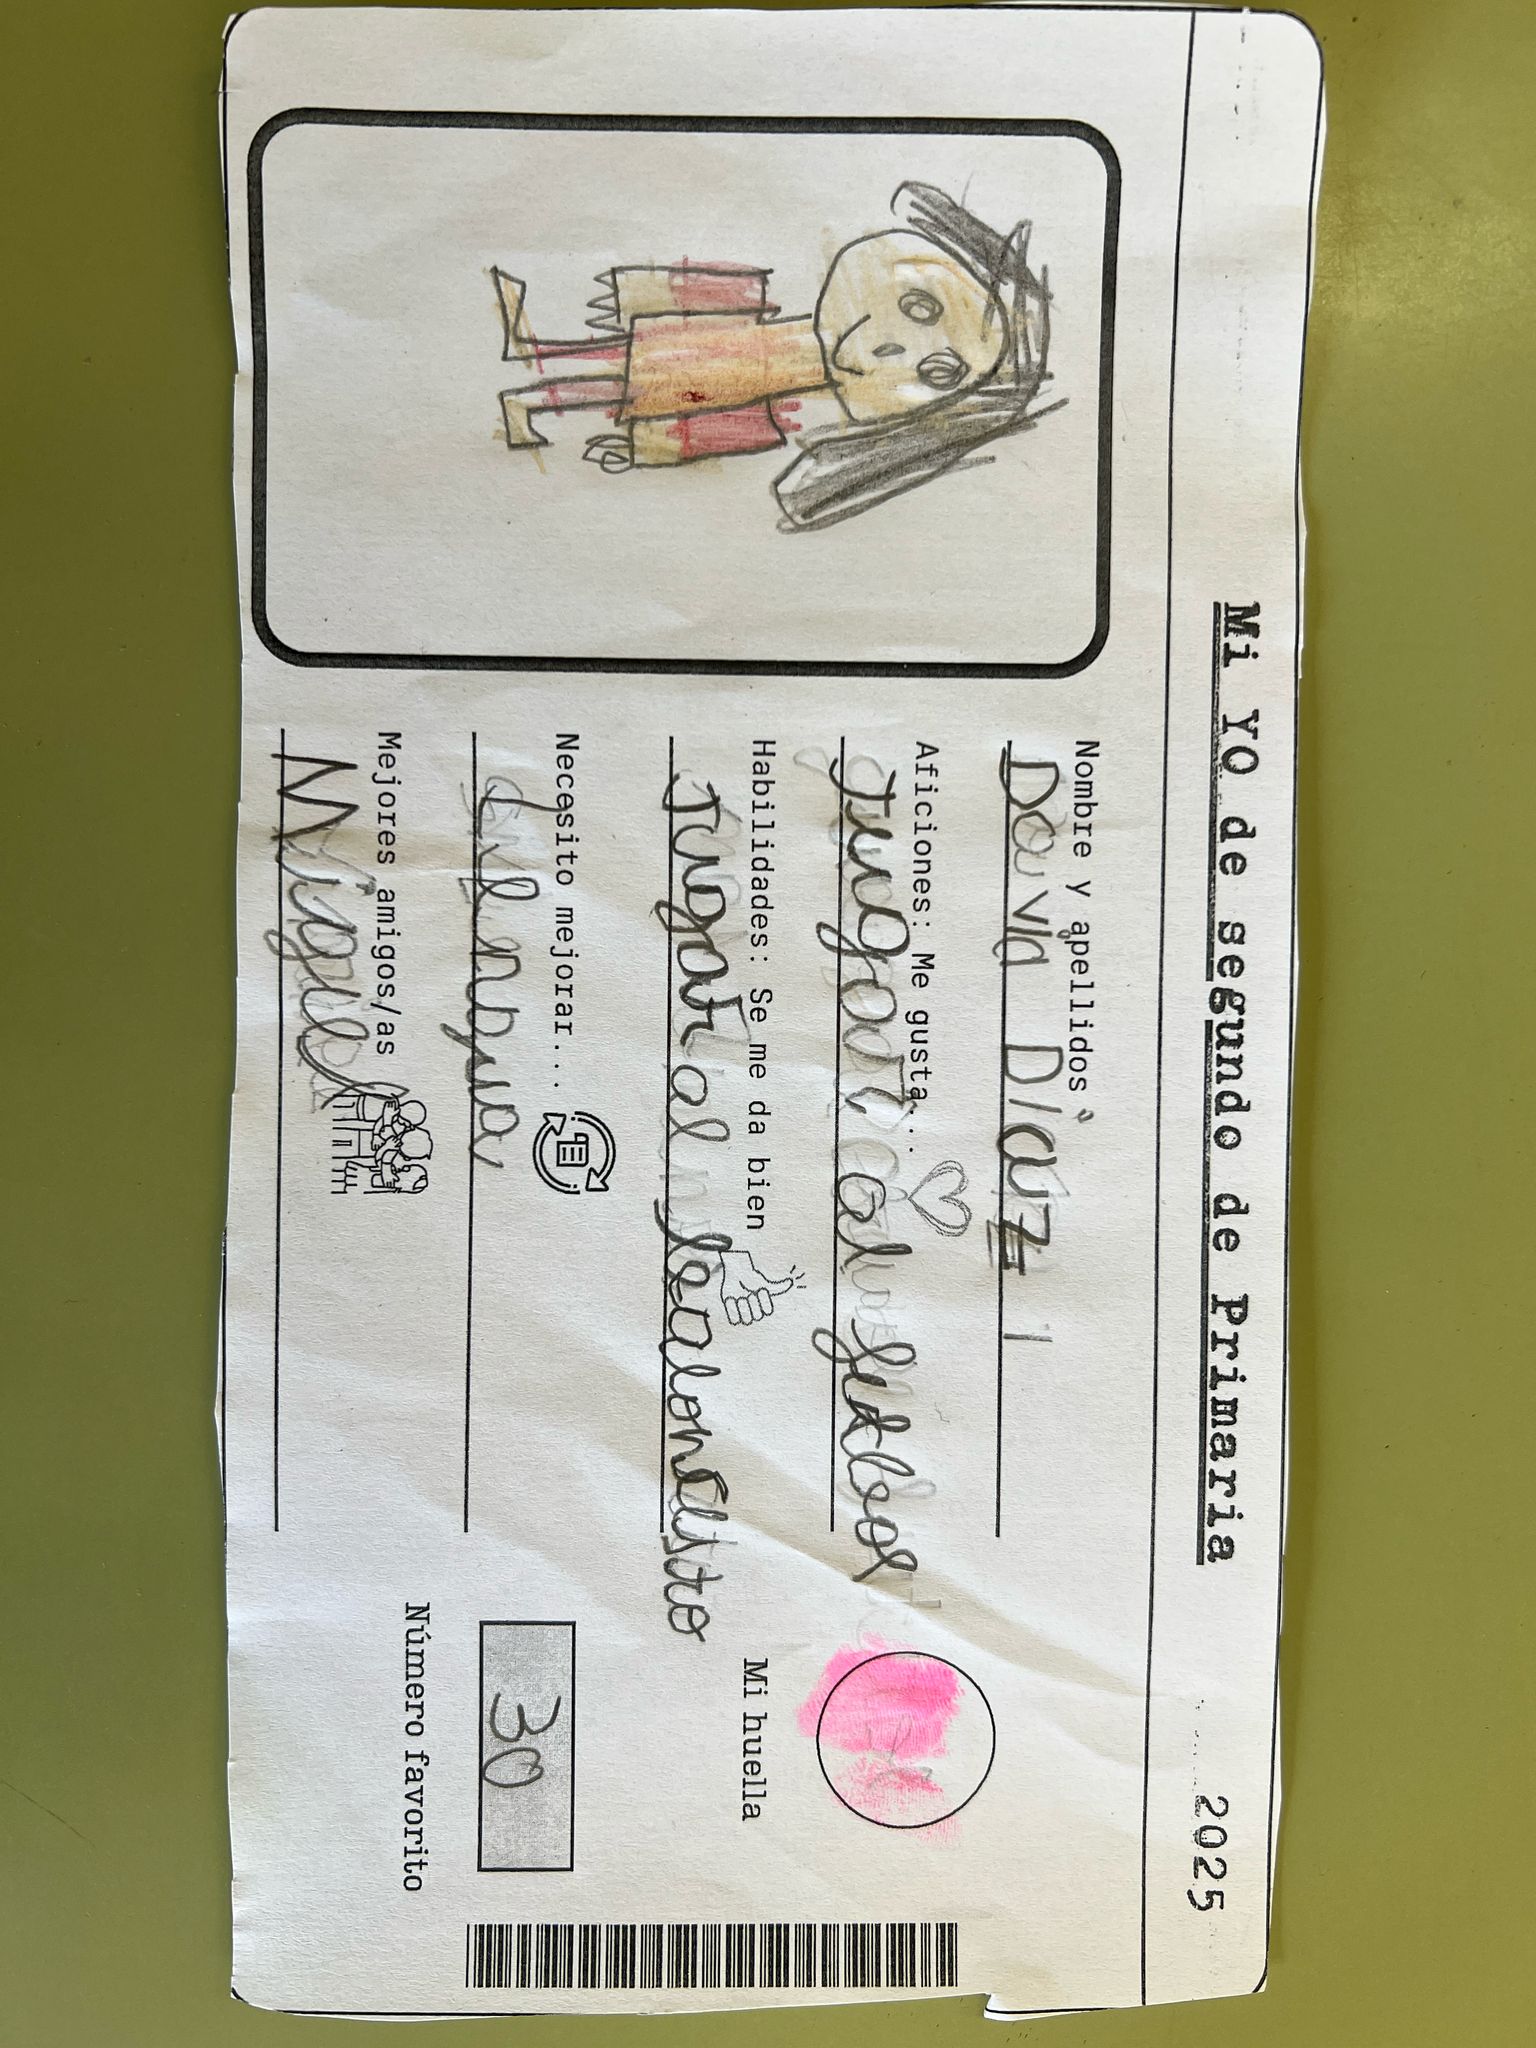 Mi YO de segundo de Primaria
2025
Nombre y apellidos
David Diaz
Aficiones: Me gusta...
Jugar al futbol
Habilidades: Se me da bien
Jugar al baloncesto
Necesito mejorar...
Lengua
Mejores amigos/as
Miguel
Mi huella
30
Número favorito